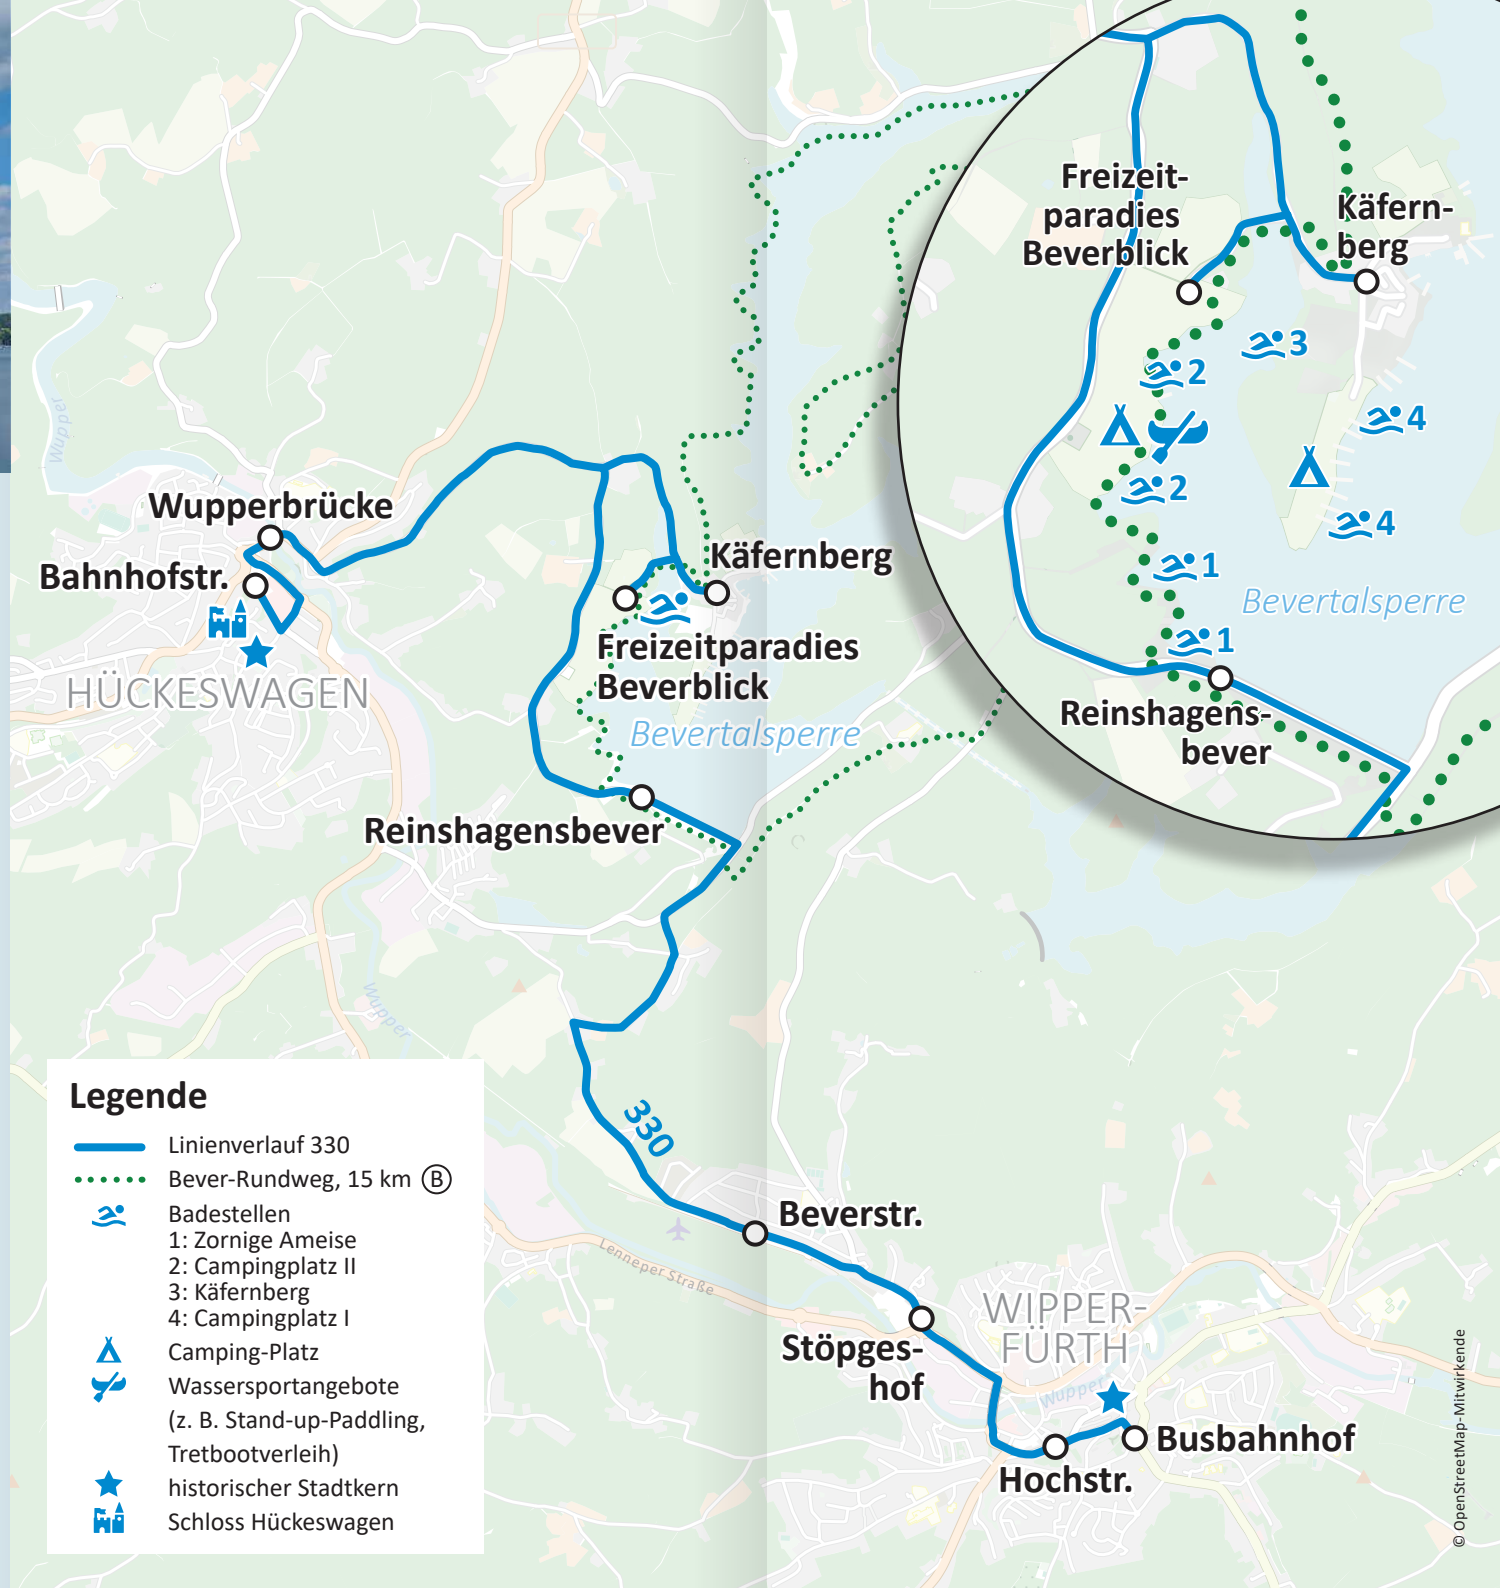 Freizeit-
paradies
Beverblick
Käfern-
berg
3
2
4
2
4
1
1
Bevertalsperre
Reinshagens-
bever
Wupper
Wupperbrücke
Bahnhofstr.
HÜCKESWAGEN
Käfernberg
Freizeitparadies
Beverblick
Bevertalsperre
Reinshagensbever
Wupper
330
Beverstr.
Lenneper Straße
Stöpges-
hof
WIPPER-
FÜRTH
Wupper
Busbahnhof
Hochstr.
Legende
Linienverlauf 330
Bever-Rundweg, 15 km B
Badestellen
1: Zornige Ameise
2: Campingplatz II
3: Käfernberg
4: Campingplatz I
Camping-Platz
Wassersportangebote
(z. B. Stand-up-Paddling,
Tretbootverleih)
historischer Stadtkern
Schloss Hückeswagen
© OpenStreetMap-Mitwirkende